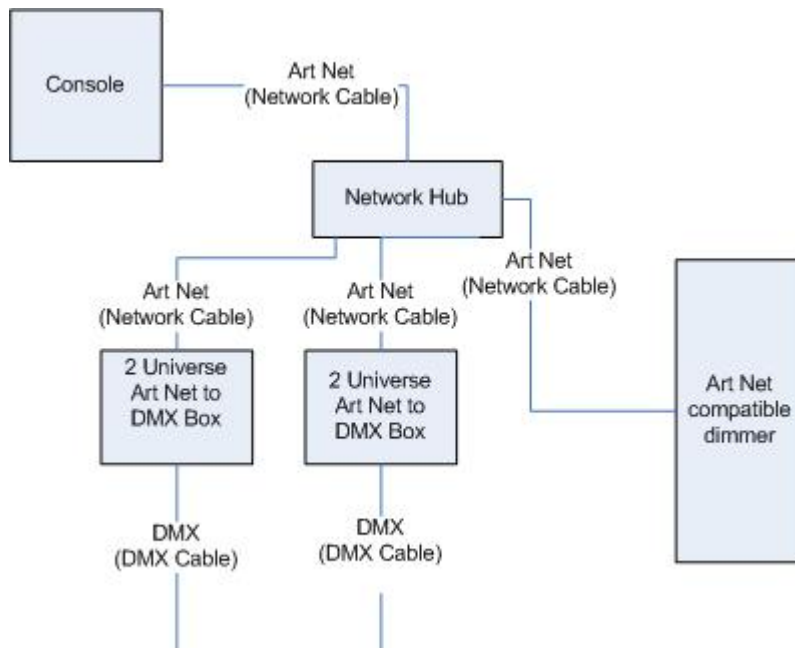 Console
Art Net
(Network Cable)
Network Hub
Art Net
(Network Cable)
Art Net
(Network Cable)
Art Net
(Network Cable)
2 Universe
Art Net to
DMX Box
2 Universe
Art Net to
DMX Box
Art Net
compatible
dimmer
DMX
(DMX Cable)
DMX
(DMX Cable)